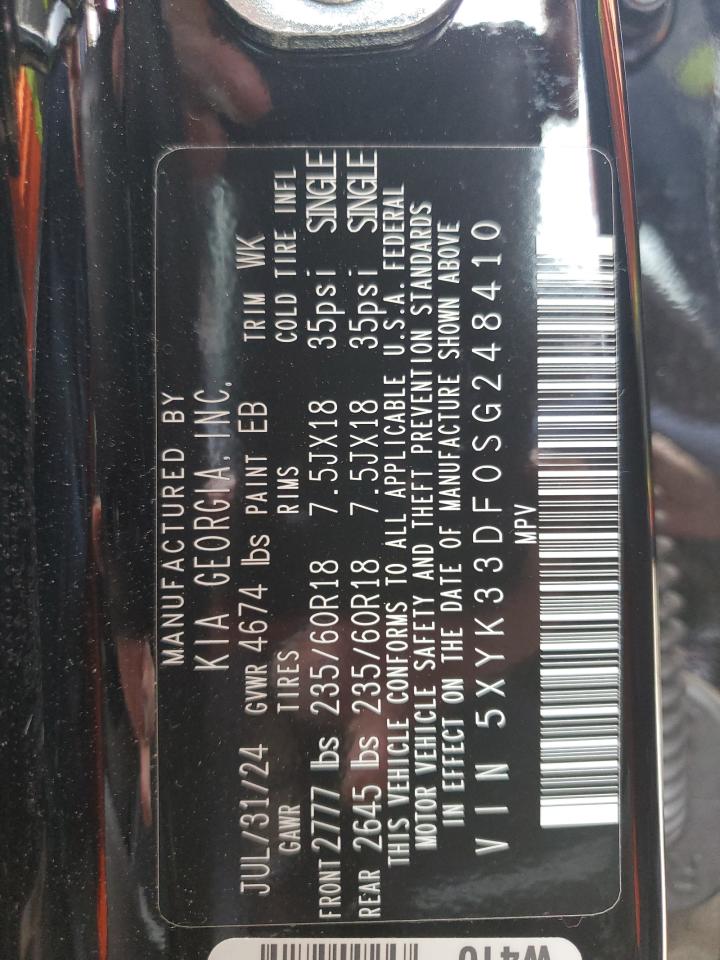 MANUFACTURED BY
KIA GEORGIA, INC.
JUL/31/24 GVWR 4674 lbs PAINT EB TRIM WK
GAWR TIRES RIMS COLD TIRE INFL
FRONT 2777 lbs 235/60R18 7.5JX18 35psi SINGLE
REAR 2645 lbs 235/60R18 7.5JX18 35psi SINGLE
THIS VEHICLE CONFORMS TO ALL APPLICABLE U.S.A. FEDERAL
MOTOR VEHICLE SAFETY AND THEFT PREVENTION STANDARDS
IN EFFECT ON THE DATE OF MANUFACTURE SHOWN ABOVE
VIN 5XYK33DF0SG248410
MPV